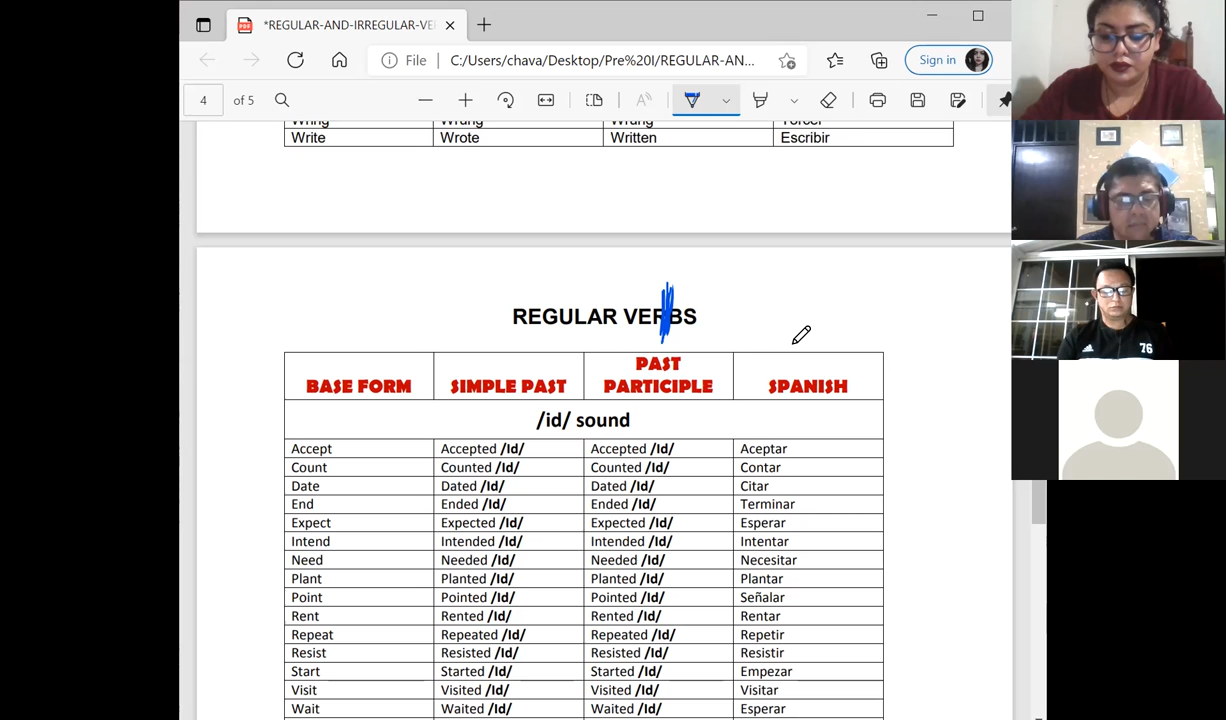 *REGULAR-AND-IRREGULAR-VE
File C:/Users/chava/Desktop/Pre%20I/REGULAR-AN... Sign in
4 of 5
Wring Wrung Wrung Torcer
Write Wrote Written Escribir
REGULAR VERBS
BASE FORM SIMPLE PAST PAST PARTICIPLE SPANISH
/id/ sound
Accept Accepted /Id/ Accepted /Id/ Aceptar
Count Counted /Id/ Counted /Id/ Contar
Date Dated /Id/ Dated /Id/ Citar
End Ended /Id/ Ended /Id/ Terminar
Expect Expected /Id/ Expected /Id/ Esperar
Intend Intended /Id/ Intended /Id/ Intentar
Need Needed /Id/ Needed /Id/ Necesitar
Plant Planted /Id/ Planted /Id/ Plantar
Point Pointed /Id/ Pointed /Id/ Señalar
Rent Rented /Id/ Rented /Id/ Rentar
Repeat Repeated /Id/ Repeated /Id/ Repetir
Resist Resisted /Id/ Resisted /Id/ Resistir
Start Started /Id/ Started /Id/ Empezar
Visit Visited /Id/ Visited /Id/ Visitar
Wait Waited /Id/ Waited /Id/ Esperar
76